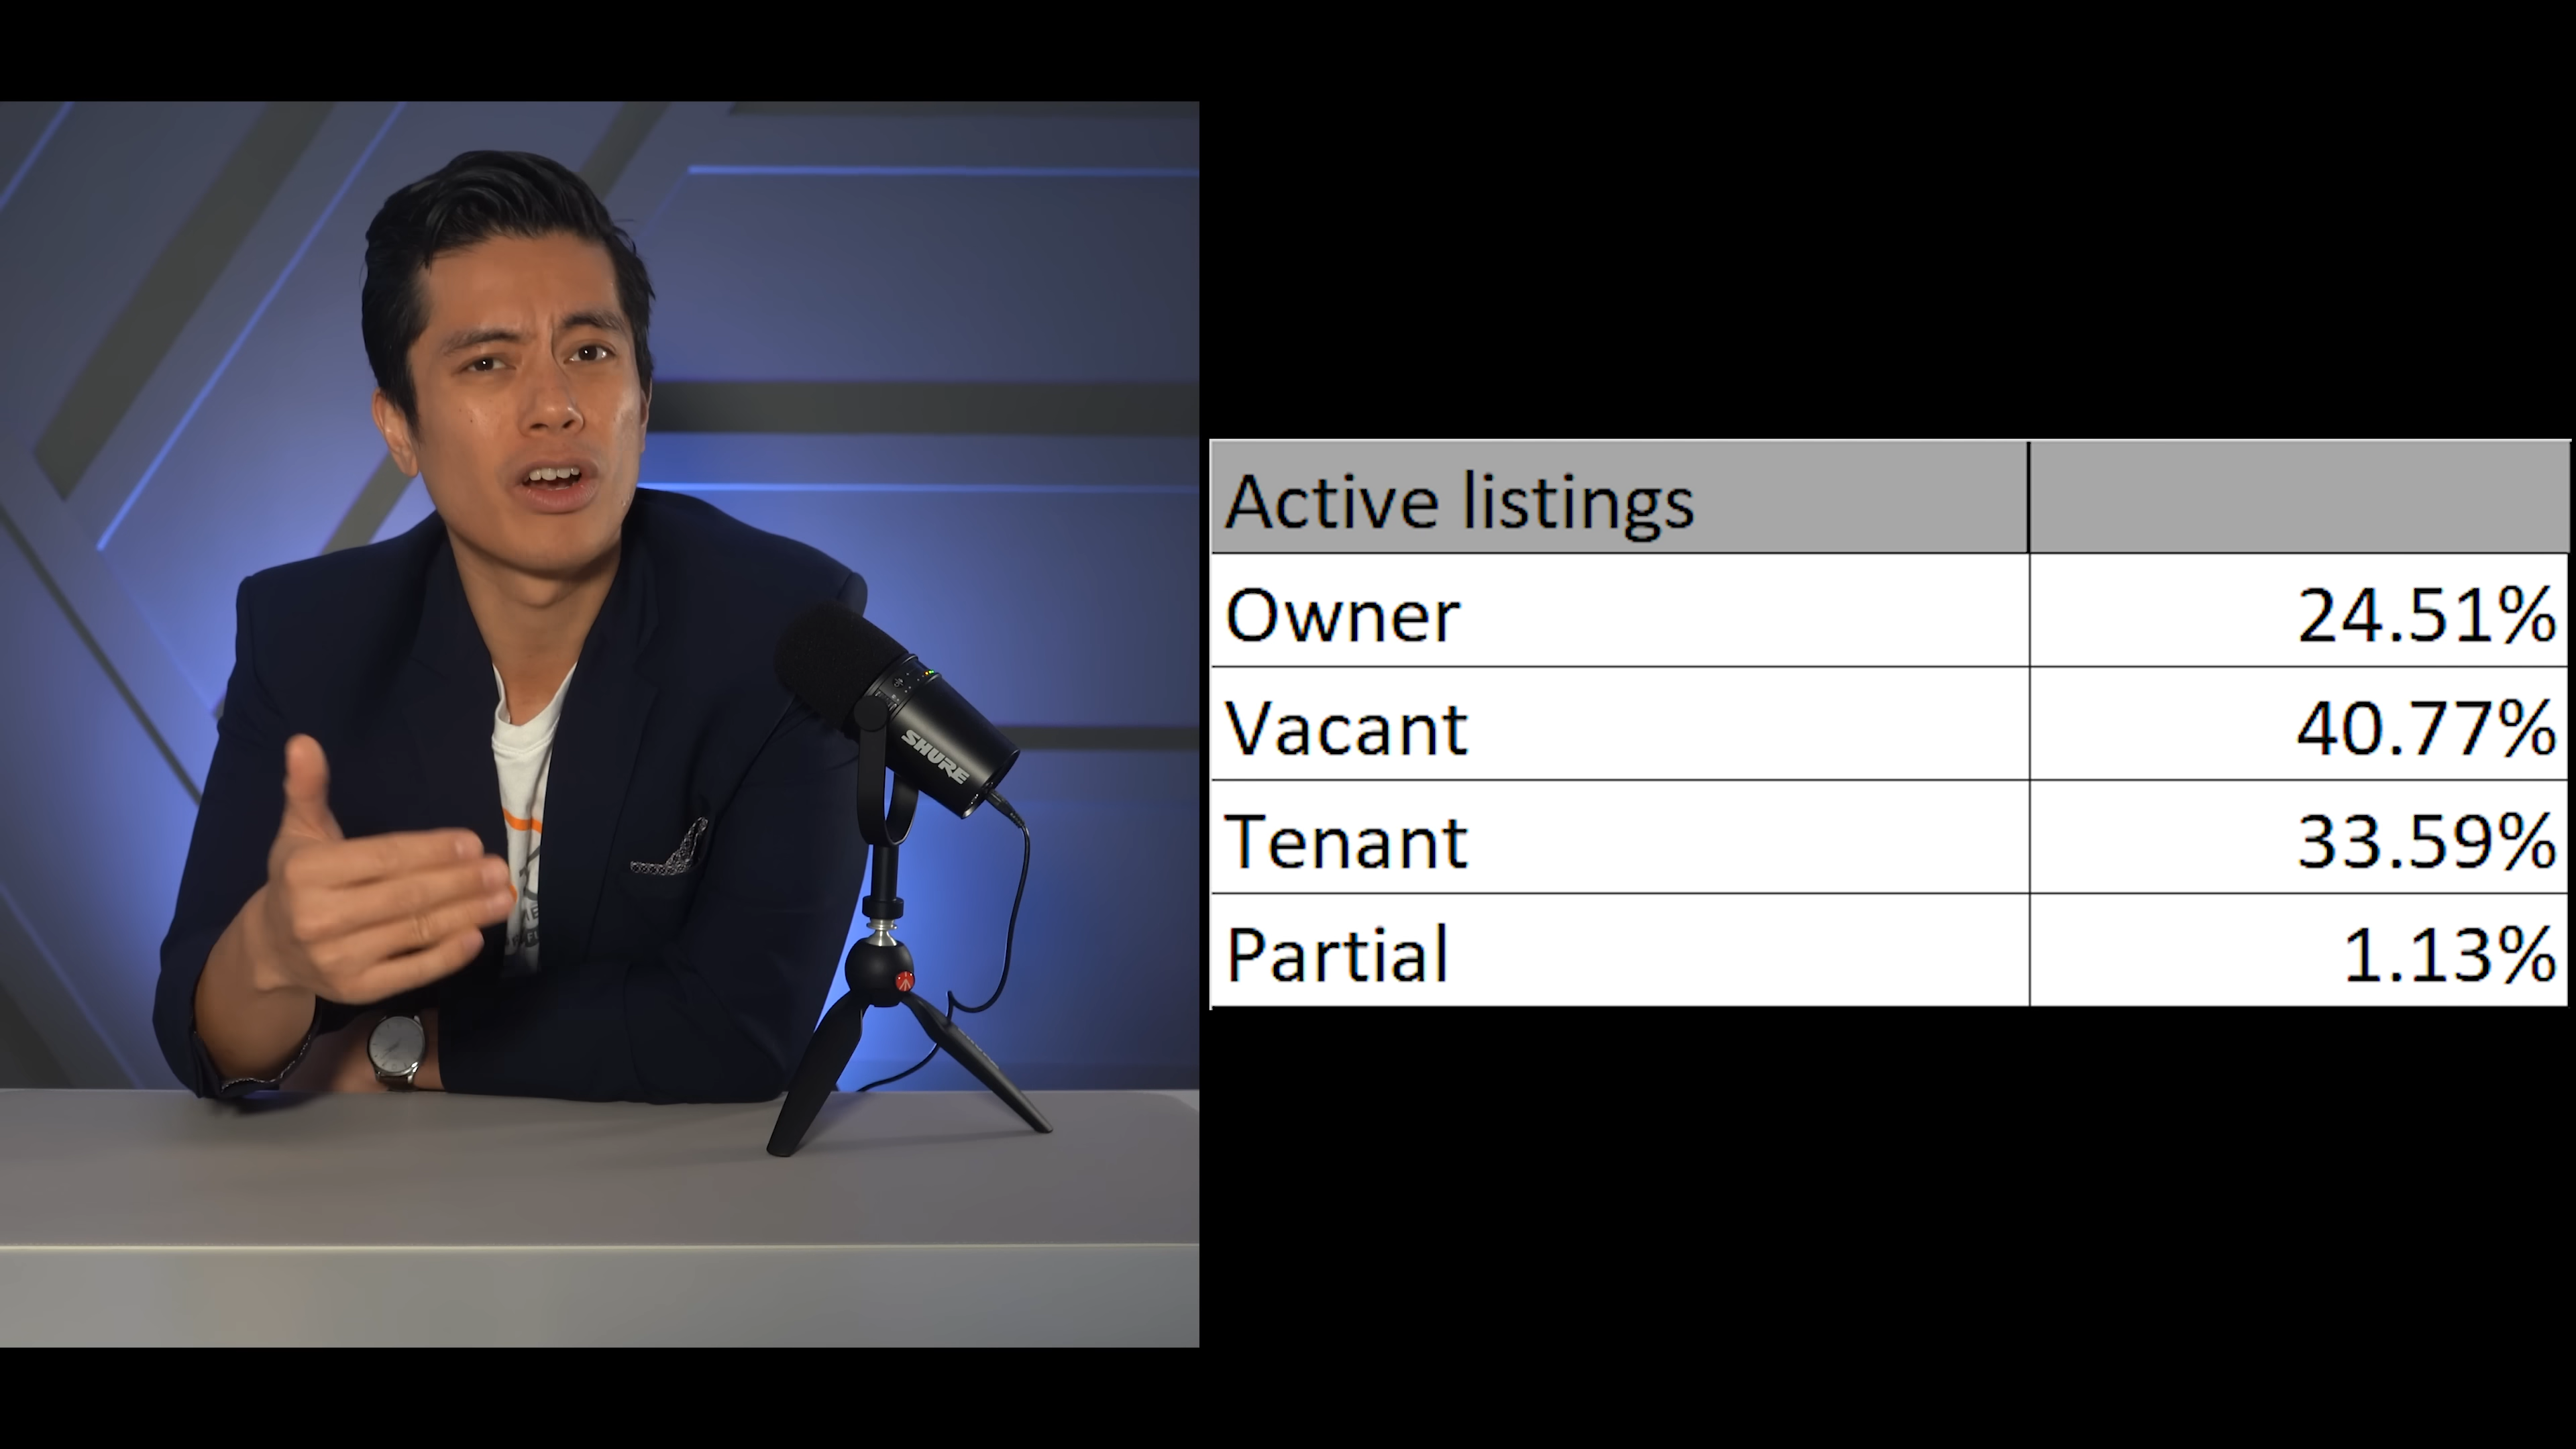 SHURE
Active listings
Owner 24.51%
Vacant 40.77%
Tenant 33.59%
Partial 1.13%